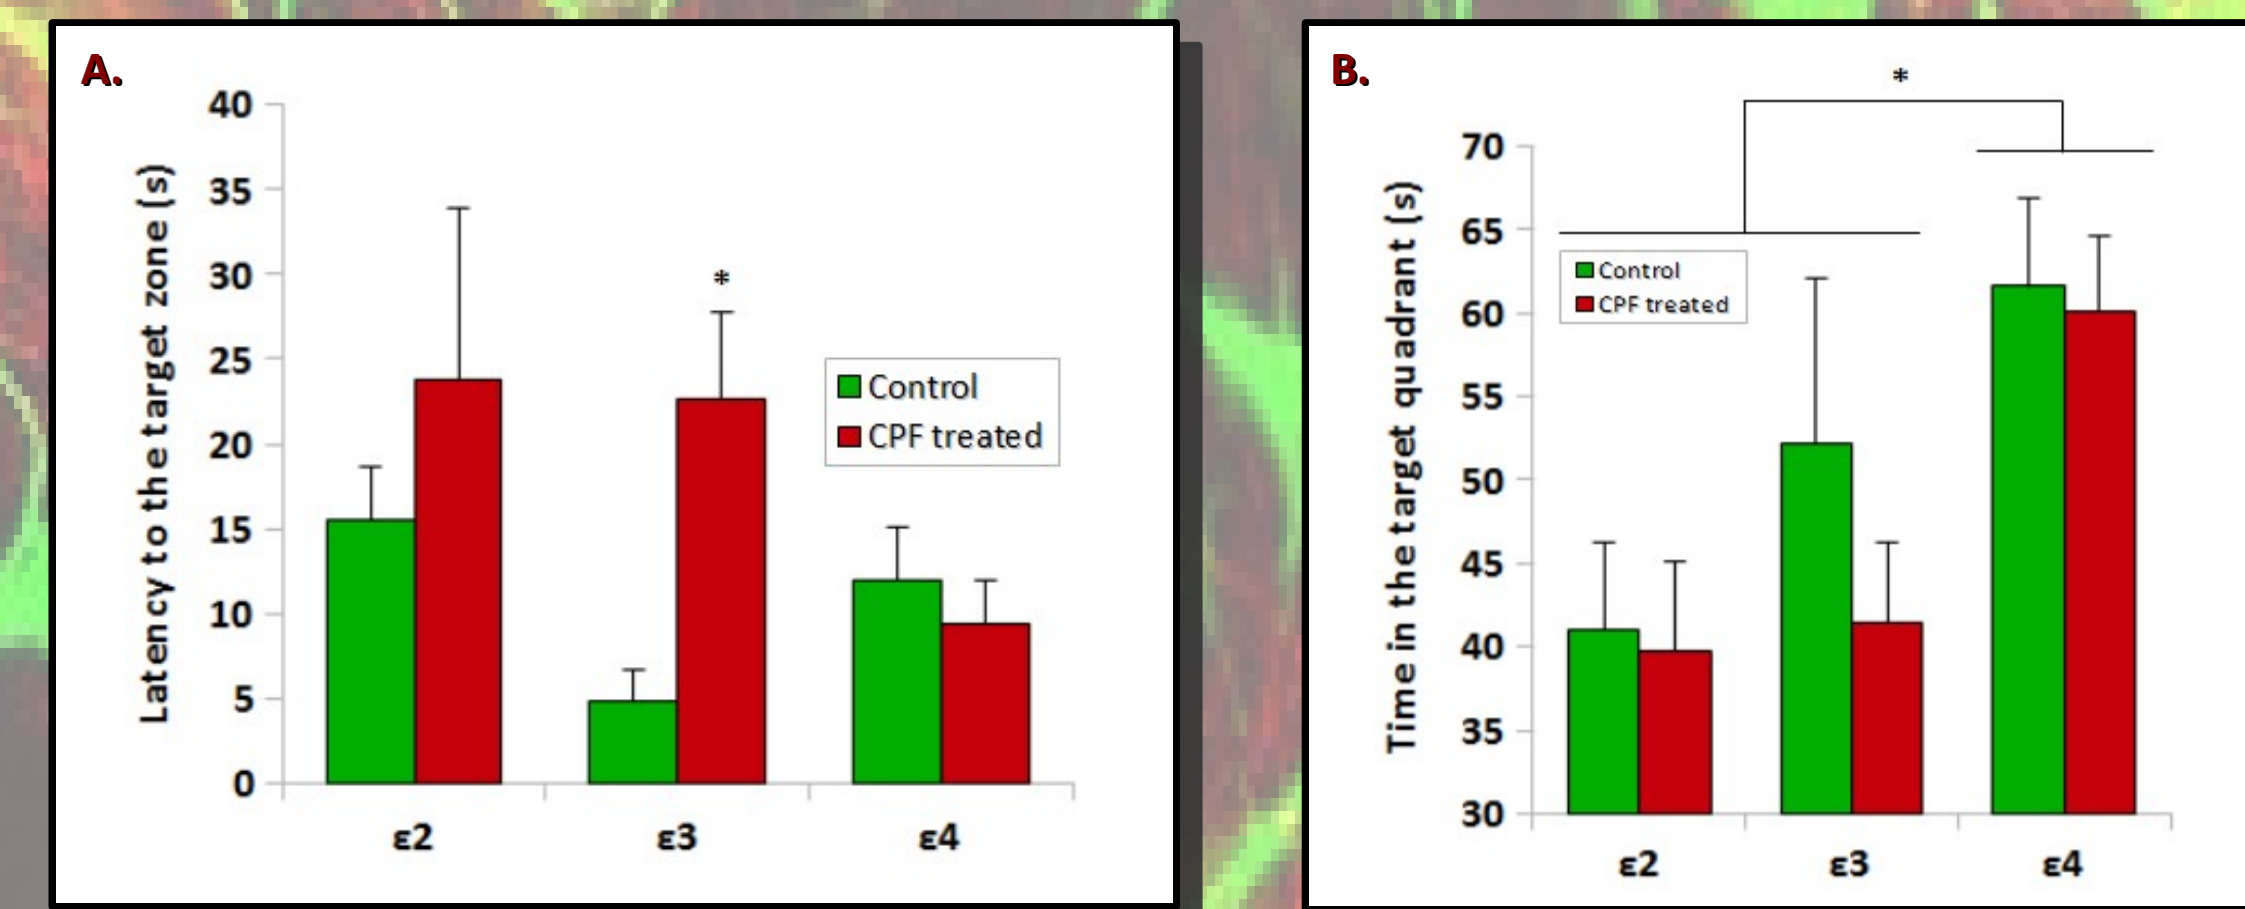 A.
Latency to the target zone (s)
40
35
30
25
20
15
10
5
0
*
Control
CPF treated
ε2 ε3 ε4
B.
Time in the target quadrant (s)
*
70
65
60
55
50
45
40
35
30
Control
CPF treated
ε2 ε3 ε4